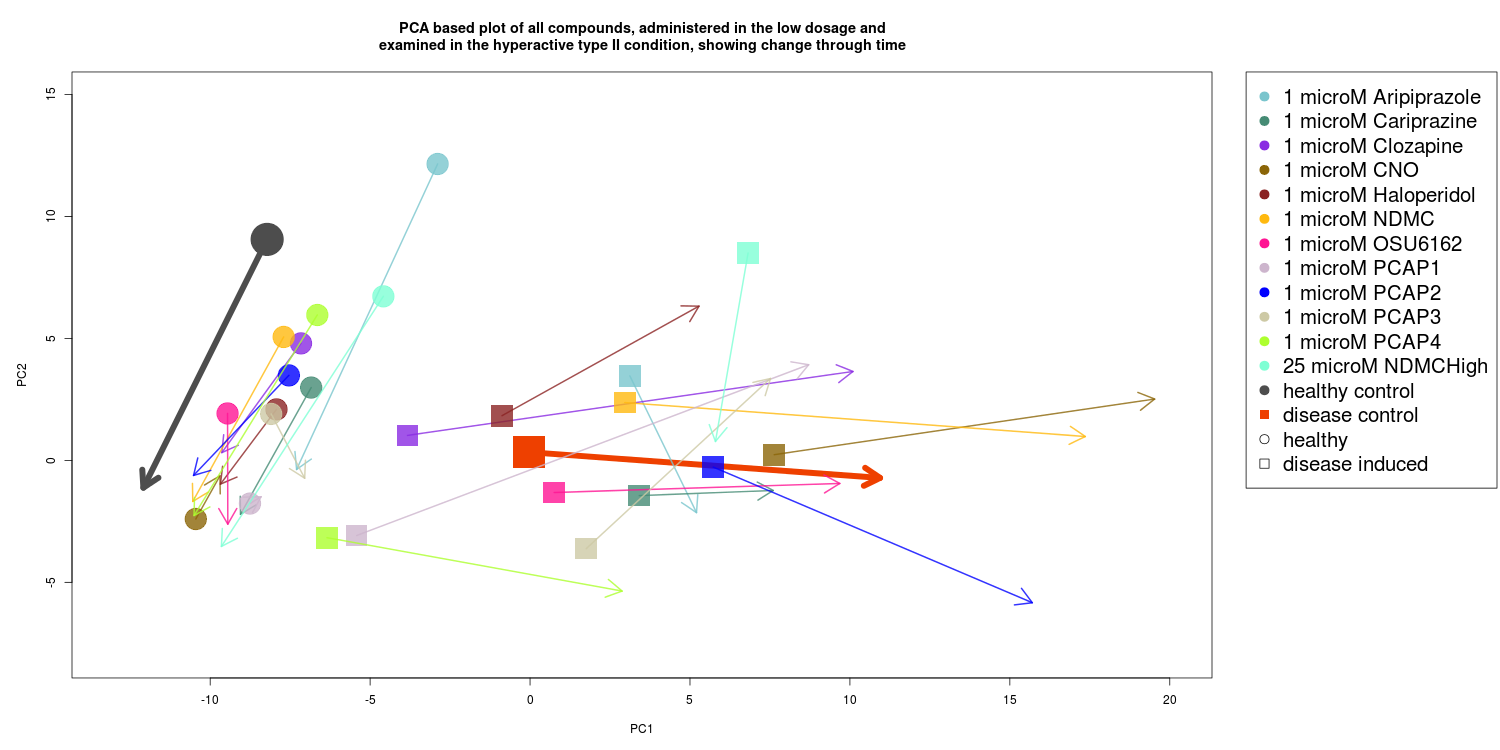 PCA based plot of all compounds, administered in the low dosage and
examined in the hyperactive type II condition, showing change through time
15
10
5
0
-5
PC2
-10
-5
0
5
10
15
20
PC1
1 microM Aripiprazole
1 microM Cariprazine
1 microM Clozapine
1 microM CNO
1 microM Haloperidol
1 microM NDMC
1 microM OSU6162
1 microM PCAP1
1 microM PCAP2
1 microM PCAP3
1 microM PCAP4
25 microM NDMCHigh
healthy control
disease control
healthy
disease induced